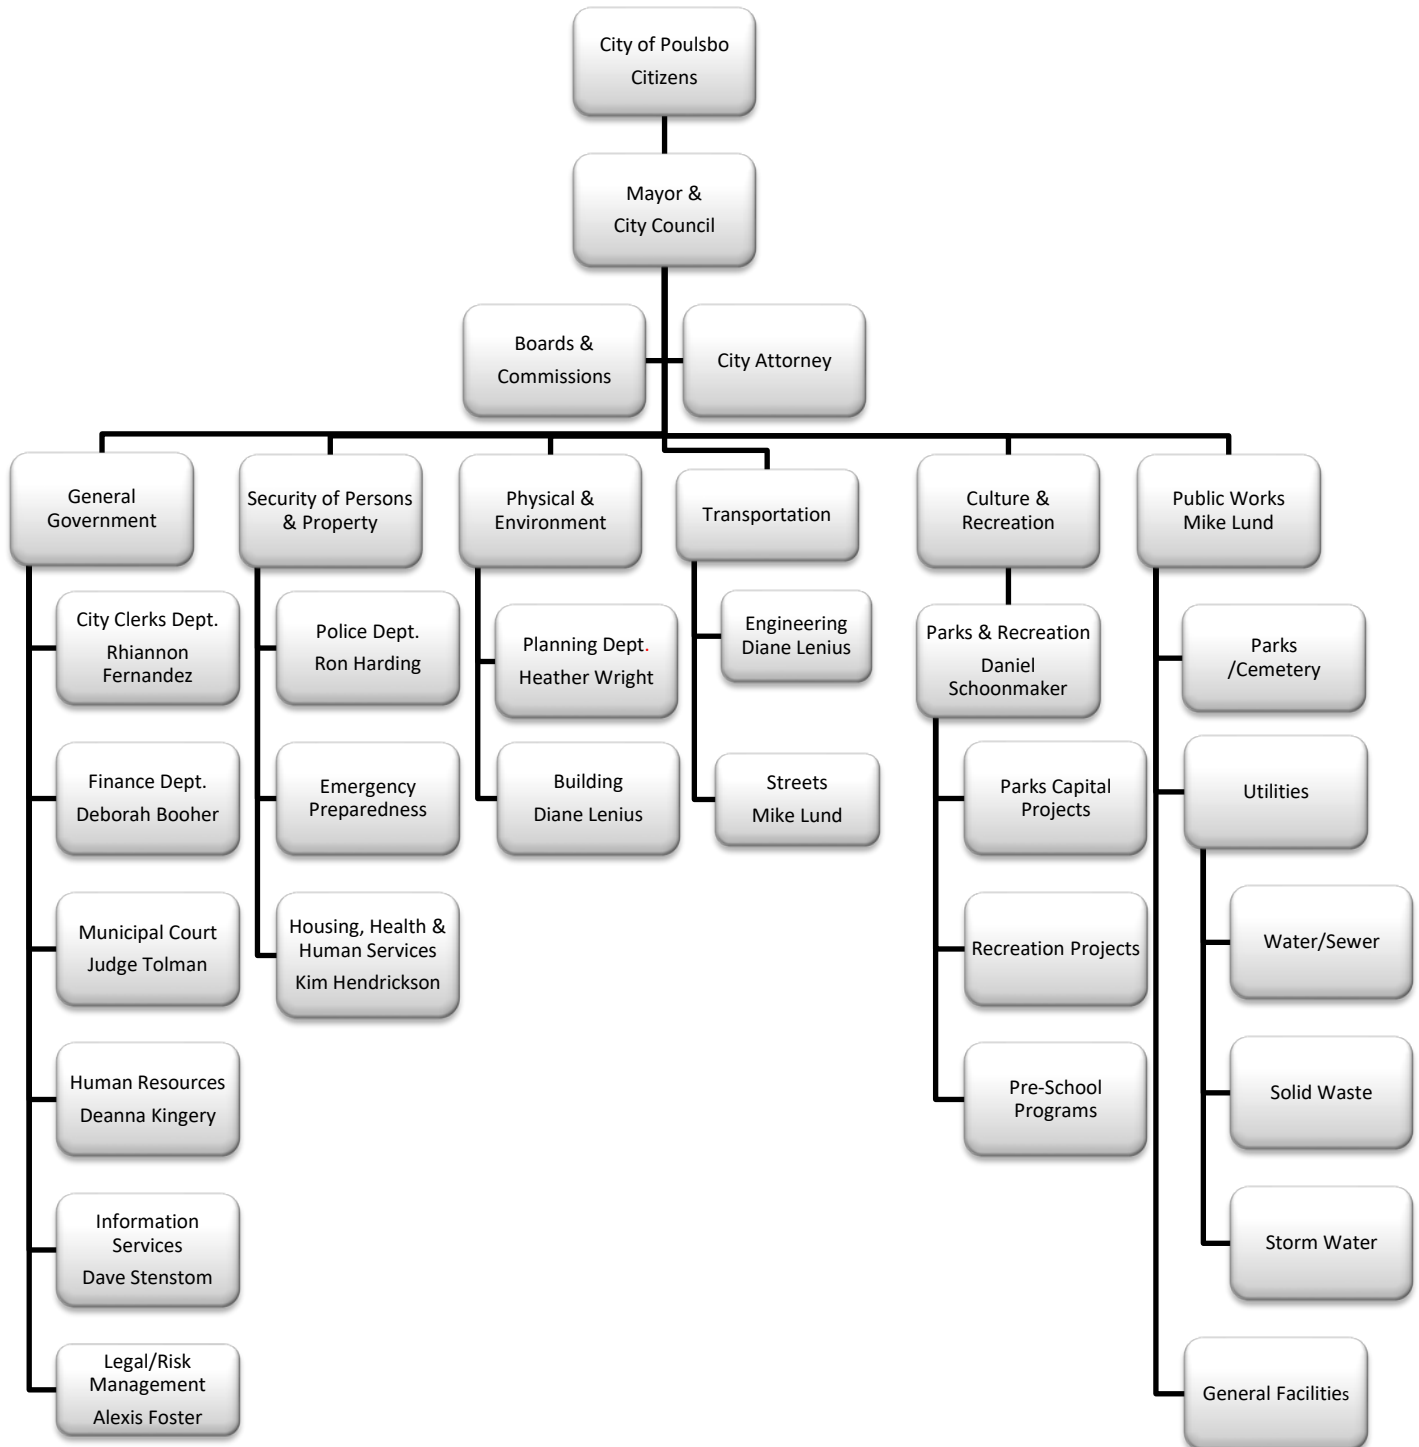 City of Poulsbo
Citizens
Mayor &
City Council
Boards &
Commissions
City Attorney
General
Government
Security of Persons
& Property
Physical &
Environment
Transportation
Culture &
Recreation
Public Works
Mike Lund
City Clerks Dept.
Rhiannon
Fernandez
Finance Dept.
Deborah Booher
Municipal Court
Judge Tolman
Human Resources
Deanna Kingery
Information
Services
Dave Stenstom
Legal/Risk
Management
Alexis Foster
Police Dept.
Ron Harding
Emergency
Preparedness
Housing, Health &
Human Services
Kim Hendrickson
Planning Dept.
Heather Wright
Building
Diane Lenius
Engineering
Diane Lenius
Streets
Mike Lund
Parks & Recreation
Daniel
Schoonmaker
Parks Capital
Projects
Recreation Projects
Pre-School
Programs
Parks
/Cemetery
Utilities
Water/Sewer
Solid Waste
Storm Water
General Facilities